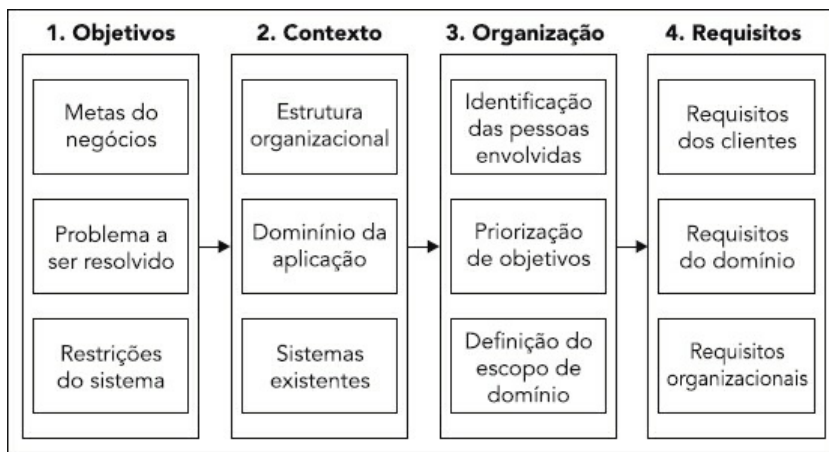 1. Objetivos
2. Contexto
3. Organização
4. Requisitos
Metas do
negócios
Estrutura
organizacional
Identificação
das pessoas
envolvidas
Requisitos
dos clientes
Problema a
ser resolvido
Dominínio da
aplicação
Priorização
de objetivos
Requisitos
do domínio
Restrições
do sistema
Sistemas
existentes
Definição do
escopo de
domínio
Requisitos
organizacionais